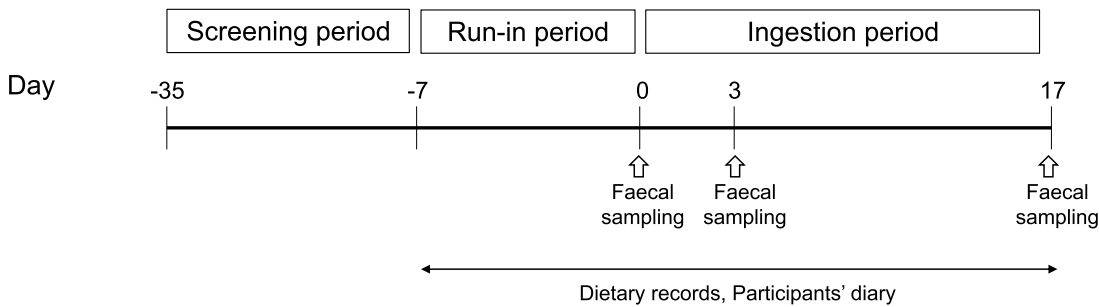 Screening period Run-in period Ingestion period
Day -35 -7 0 3 17
Faecal sampling Faecal sampling Faecal sampling
Dietary records, Participants' diary